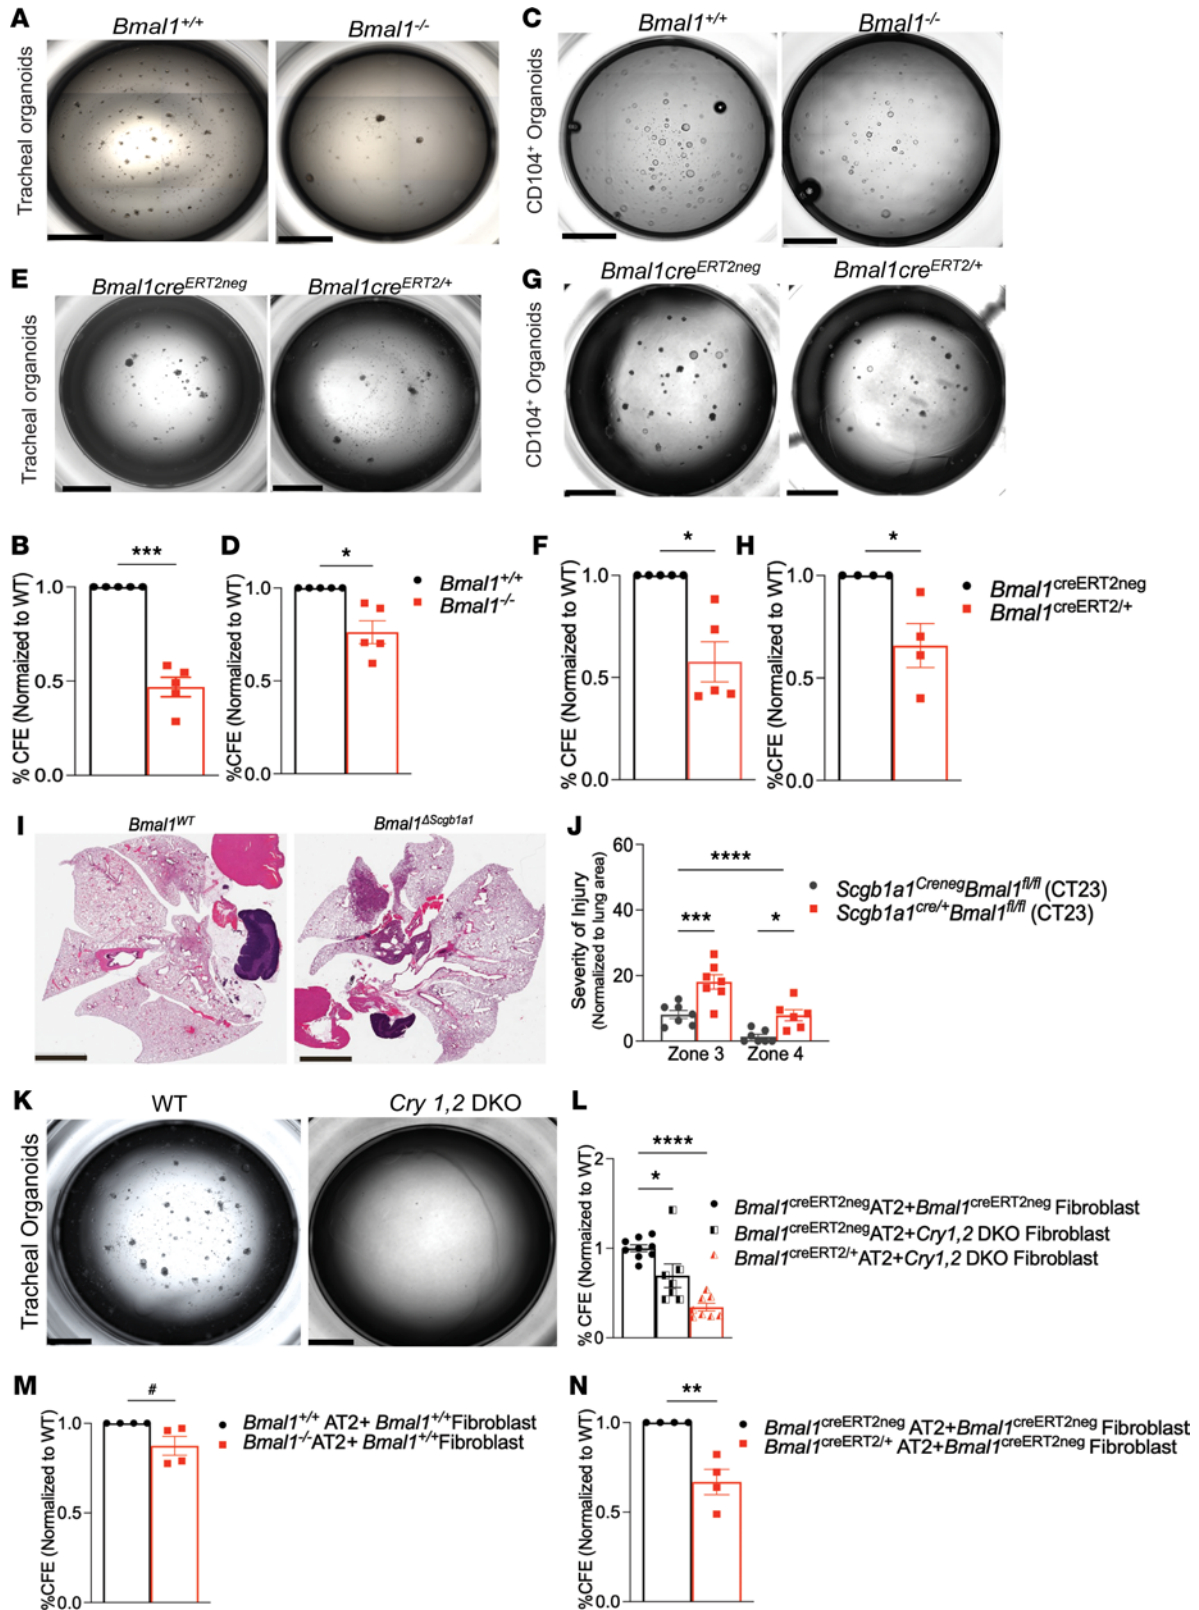 A
Bmal1+/+
Bmal1-/-
Tracheal organoids
C
Bmal1+/+
Bmal1-/-
CD104+ Organoids
E
Bmal1creERT2neg
Bmal1creERT2/+
Tracheal organoids
G
Bmal1creERT2neg
Bmal1creERT2/+
CD104+ Organoids
B
***
% CFE (Normaized to WT)
1.0
0.5
0.0
D
*
%CFE (Normalized to WT)
1.0
0.5
0.0
Bmal1+/+
Bmal1-/-
F
*
% CFE (Normalized to WT)
1.0
0.5
0.0
H
*
%CFE (Normalized to WT)
1.0
0.5
0.0
Bmal1creERT2neg
Bmal1creERT2/+
I
Bmal1WT
Bmal1ΔScgb1a1
J
Severity of Injury
(Normalized to lung area)
60
40
20
0
****
***
*
Zone 3
Zone 4
Scgb1a1CrenegBmal1fl/fl (CT23)
Scgb1a1cre/+Bmal1fl/fl (CT23)
K
WT
Cry 1,2 DKO
Tracheal Organoids
L
% CFE (Normaized to WT)
2
1
0
****
*
Bmal1creERT2negAT2+Bmal1creERT2neg Fibroblast
Bmal1creERT2negAT2+Cry1,2 DKO Fibroblast
Bmal1creERT2/+AT2+Cry1,2 DKO Fibroblast
M
#
%CFE (Normalized to WT)
1.0
0.5
0.0
Bmal1+/+ AT2+ Bmal1+/+Fibroblast
Bmal1-/-AT2+ Bmal1+/+Fibroblast
N
**
%CFE (Normalized to WT)
1.0
0.5
0.0
Bmal1creERT2neg AT2+Bmal1creERT2neg Fibroblast
Bmal1creERT2/+ AT2+Bmal1creERT2neg Fibroblast